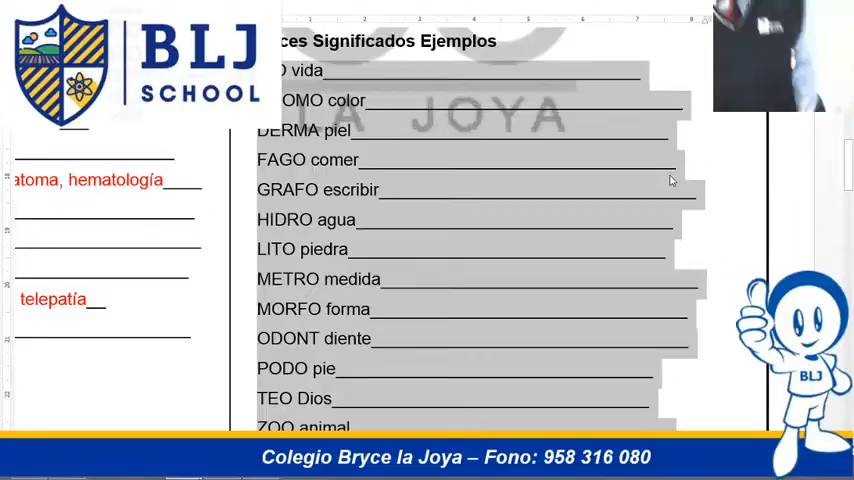 BLJ
SCHOOL
ces Significados Ejemplos
O vida
OMO color
LA JOYA
DERMA piel
FAGO comer
atoma, hematología
GRAFO escribir
HIDRO agua
LITO piedra
METRO medida
telepatía
MORFO forma
ODONT diente
PODO pie
TEO Dios
ZOO animal
BLJ
Colegio Bryce la Joya – Fono: 958 316 080